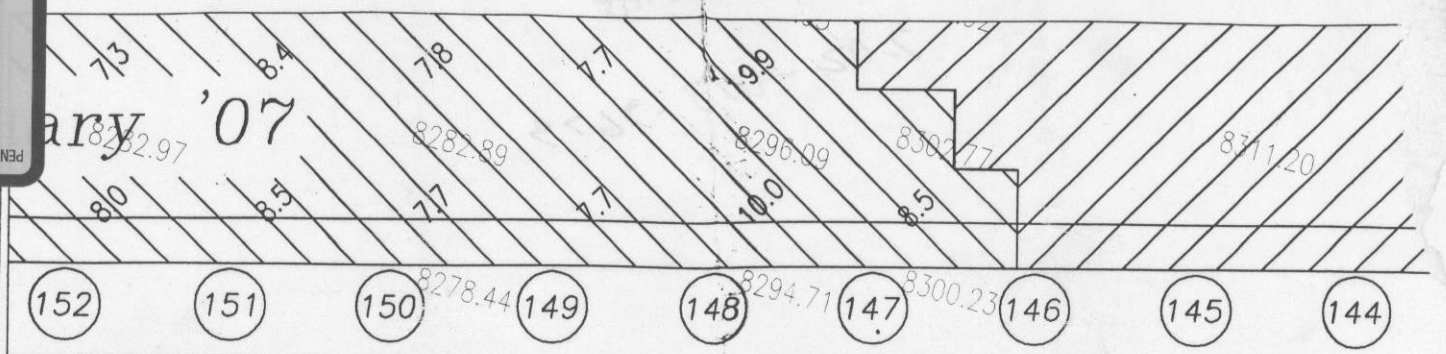 7.3 8.4 7.8 7.7 9.9
ary '07
8282.97 8282.89 8296.09 8302.77 8311.20
8.0 8.5 7.7 7.7 10.0 8.5
8278.44 8294.71 8300.23
152 151 150 149 148 147 146 145 144
PEN